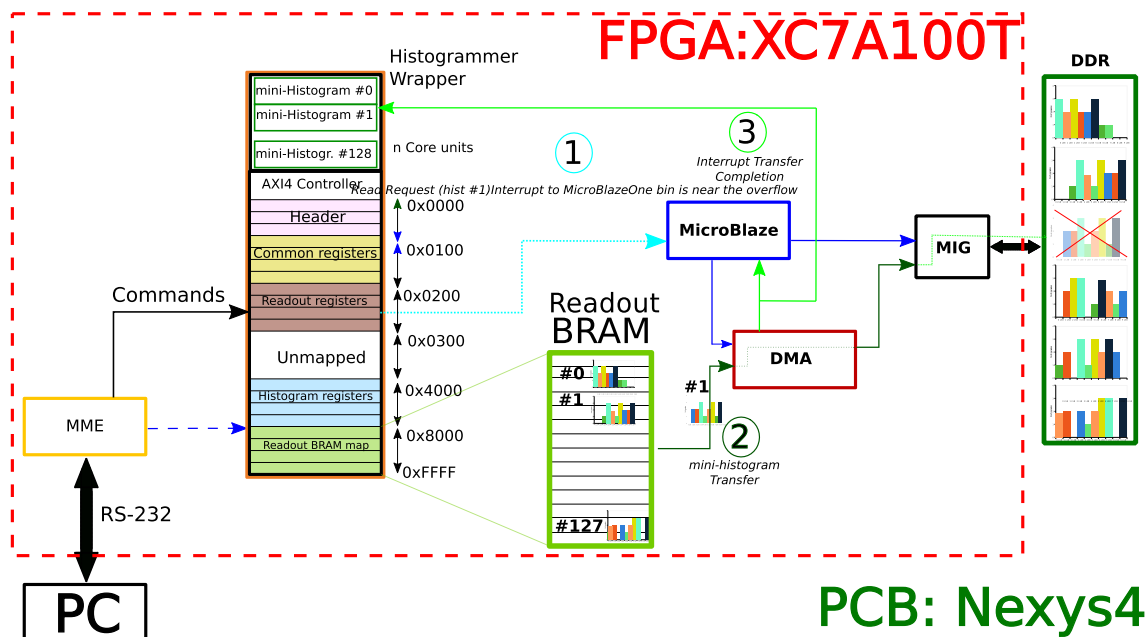 FPGA:XC7A100T
Histogrammer
Wrapper
DDR
mini-Histogram #0
mini-Histogram #1
mini-Histogr. #128
n Core units
1
3
Interrupt Transfer
Completion
AXI4 Controller
Read Request (hist #1)Interrupt to MicroBlazeOne bin is near the overflow
0x0000
Header
Common registers
0x0100
MicroBlaze
MIG
Readout registers
0x0200
Commands
Readout
BRAM
Unmapped
0x0300
DMA
#0
#1
#1
Histogram registers
0x4000
MME
Readout BRAM map
0x8000
0xFFFF
2
mini-histogram
Transfer
#127
RS-232
PC
PCB: Nexys4